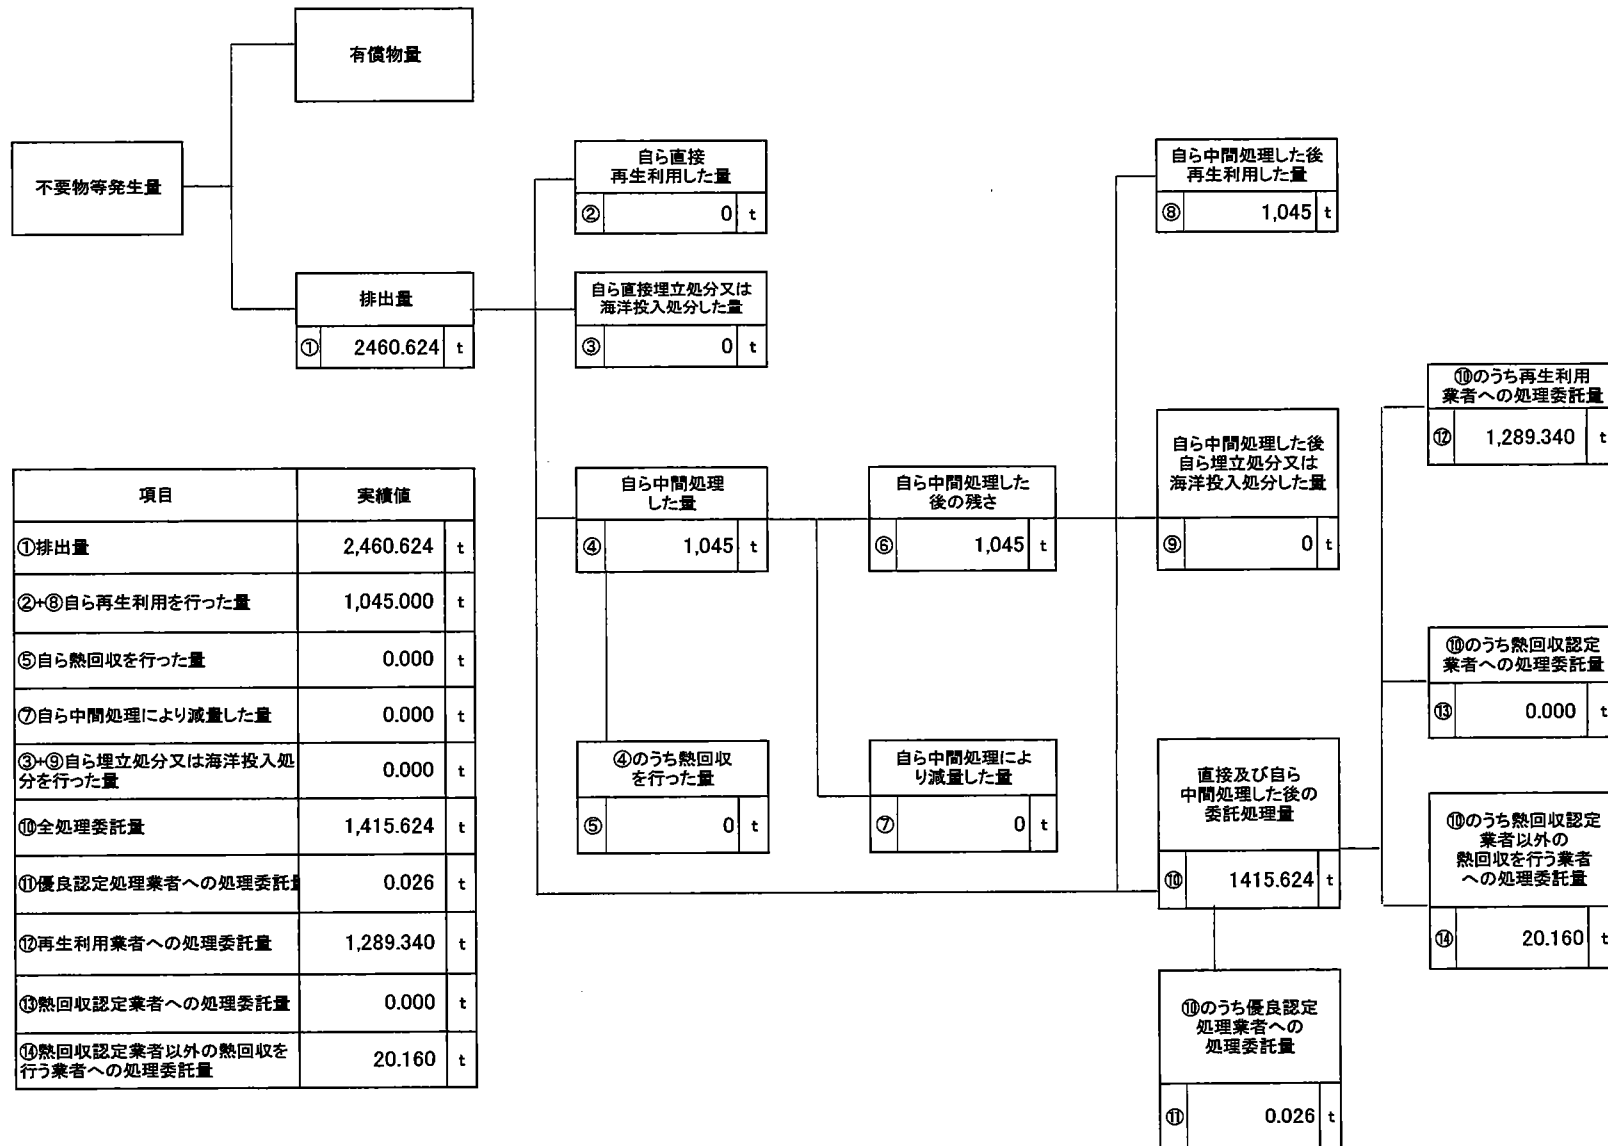 有償物量
不要物等発生量
排出量
① 2460.624 t
自ら直接
再生利用した量
② 0 t
自ら直接埋立処分又は
海洋投入処分した量
③ 0 t
自ら中間処理
した量
④ 1,045 t
④のうち熱回収
を行った量
⑤ 0 t
自ら中間処理した
後の残さ
⑥ 1,045 t
自ら中間処理によ
り減量した量
⑦ 0 t
自ら中間処理した後
再生利用した量
⑧ 1,045 t
自ら中間処理した後
自ら埋立処分又は
海洋投入処分した量
⑨ 0 t
直接及び自ら
中間処理した後の
委託処理量
⑩ 1415.624 t
⑩のうち優良認定
処理業者への
処理委託量
⑪ 0.026 t
⑩のうち再生利用
業者への処理委託量
⑫ 1,289.340 t
⑩のうち熱回収認定
業者への処理委託量
⑬ 0.000 t
⑩のうち熱回収認定
業者以外の
熱回収を行う業者
への処理委託量
⑭ 20.160 t
項目 実績値
①排出量 2,460.624 t
②+⑧自ら再生利用を行った量 1,045.000 t
⑤自ら熱回収を行った量 0.000 t
⑦自ら中間処理により減量した量 0.000 t
③+⑨自ら埋立処分又は海洋投入処
分を行った量 0.000 t
⑩全処理委託量 1,415.624 t
⑪優良認定処理業者への処理委託量 0.026 t
⑫再生利用業者への処理委託量 1,289.340 t
⑬熱回収認定業者への処理委託量 0.000 t
⑭熱回収認定業者以外の熱回収を
行う業者への処理委託量 20.160 t